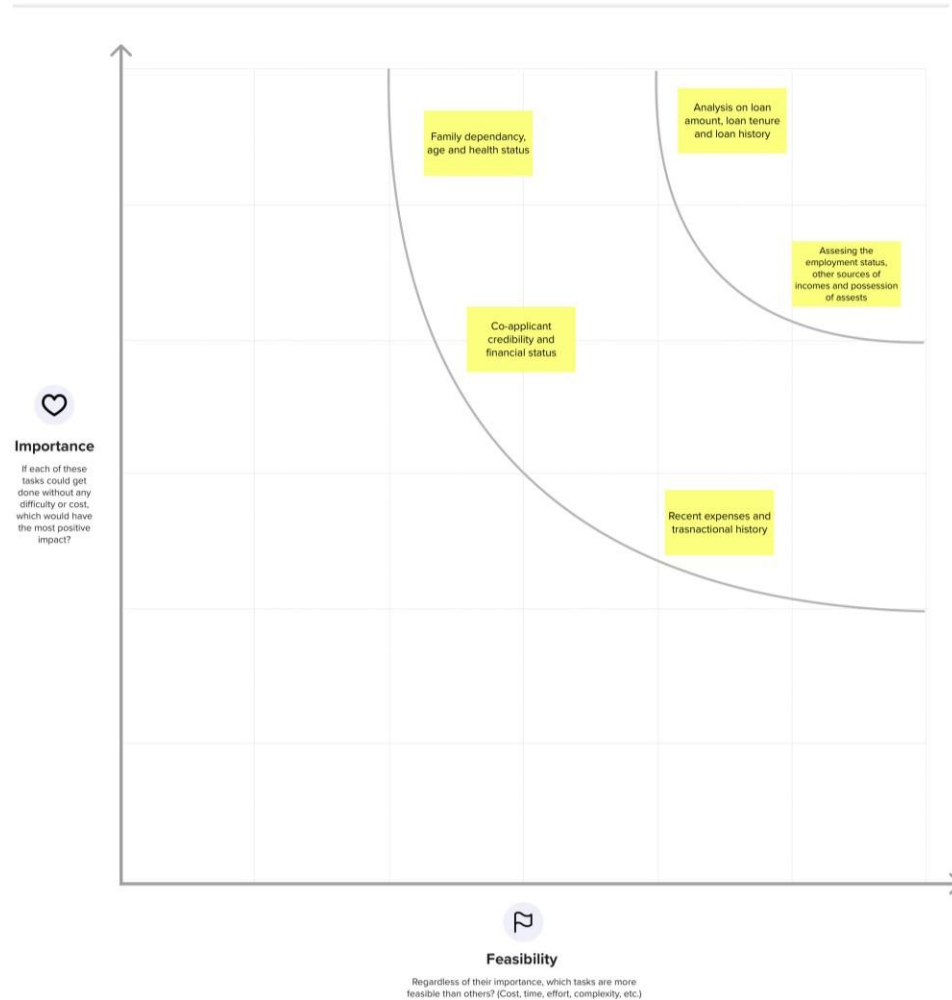 Analysis on loan
amount, loan tenure
and loan history
Family dependancy,
age and health status
Assesing the
employment status,
other sources of
incomes and possession
of assests
Co-applicant
credibility and
financial status
Importance
If each of these
tasks could get
done without any
difficulty or cost,
which would have
the most positive
impact?
Recent expenses and
trasnactional history
Feasibility
Regardless of their importance, which tasks are more
feasible than others? (Cost, time, effort, complexity, etc.)